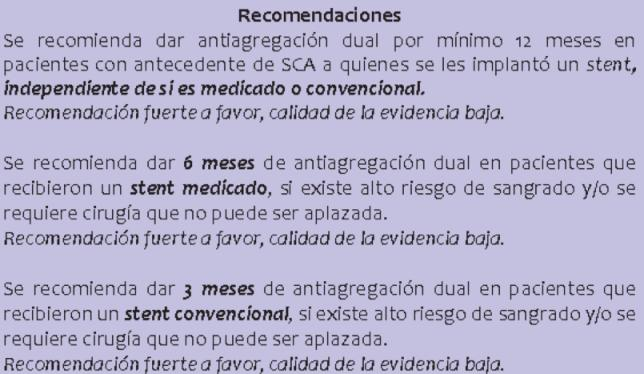 Recomendaciones
Se recomienda dar antiagregación dual por mínimo 12 meses en
pacientes con antecedente de SCA a quienes se les implantó un stent,
independiente de si es medicado o convencional.
Recomendación fuerte a favor, calidad de la evidencia baja.
Se recomienda dar 6 meses de antiagregación dual en pacientes que
recibieron un stent medicado, si existe alto riesgo de sangrado y/o se
requiere cirugía que no puede ser aplazada.
Recomendación fuerte a favor, calidad de la evidencia baja.
Se recomienda dar 3 meses de antiagregación dual en pacientes que
recibieron un stent convencional, si existe alto riesgo de sangrado y/o se
requiere cirugía que no puede ser aplazada.
Recomendación fuerte a favor, calidad de la evidencia baja.